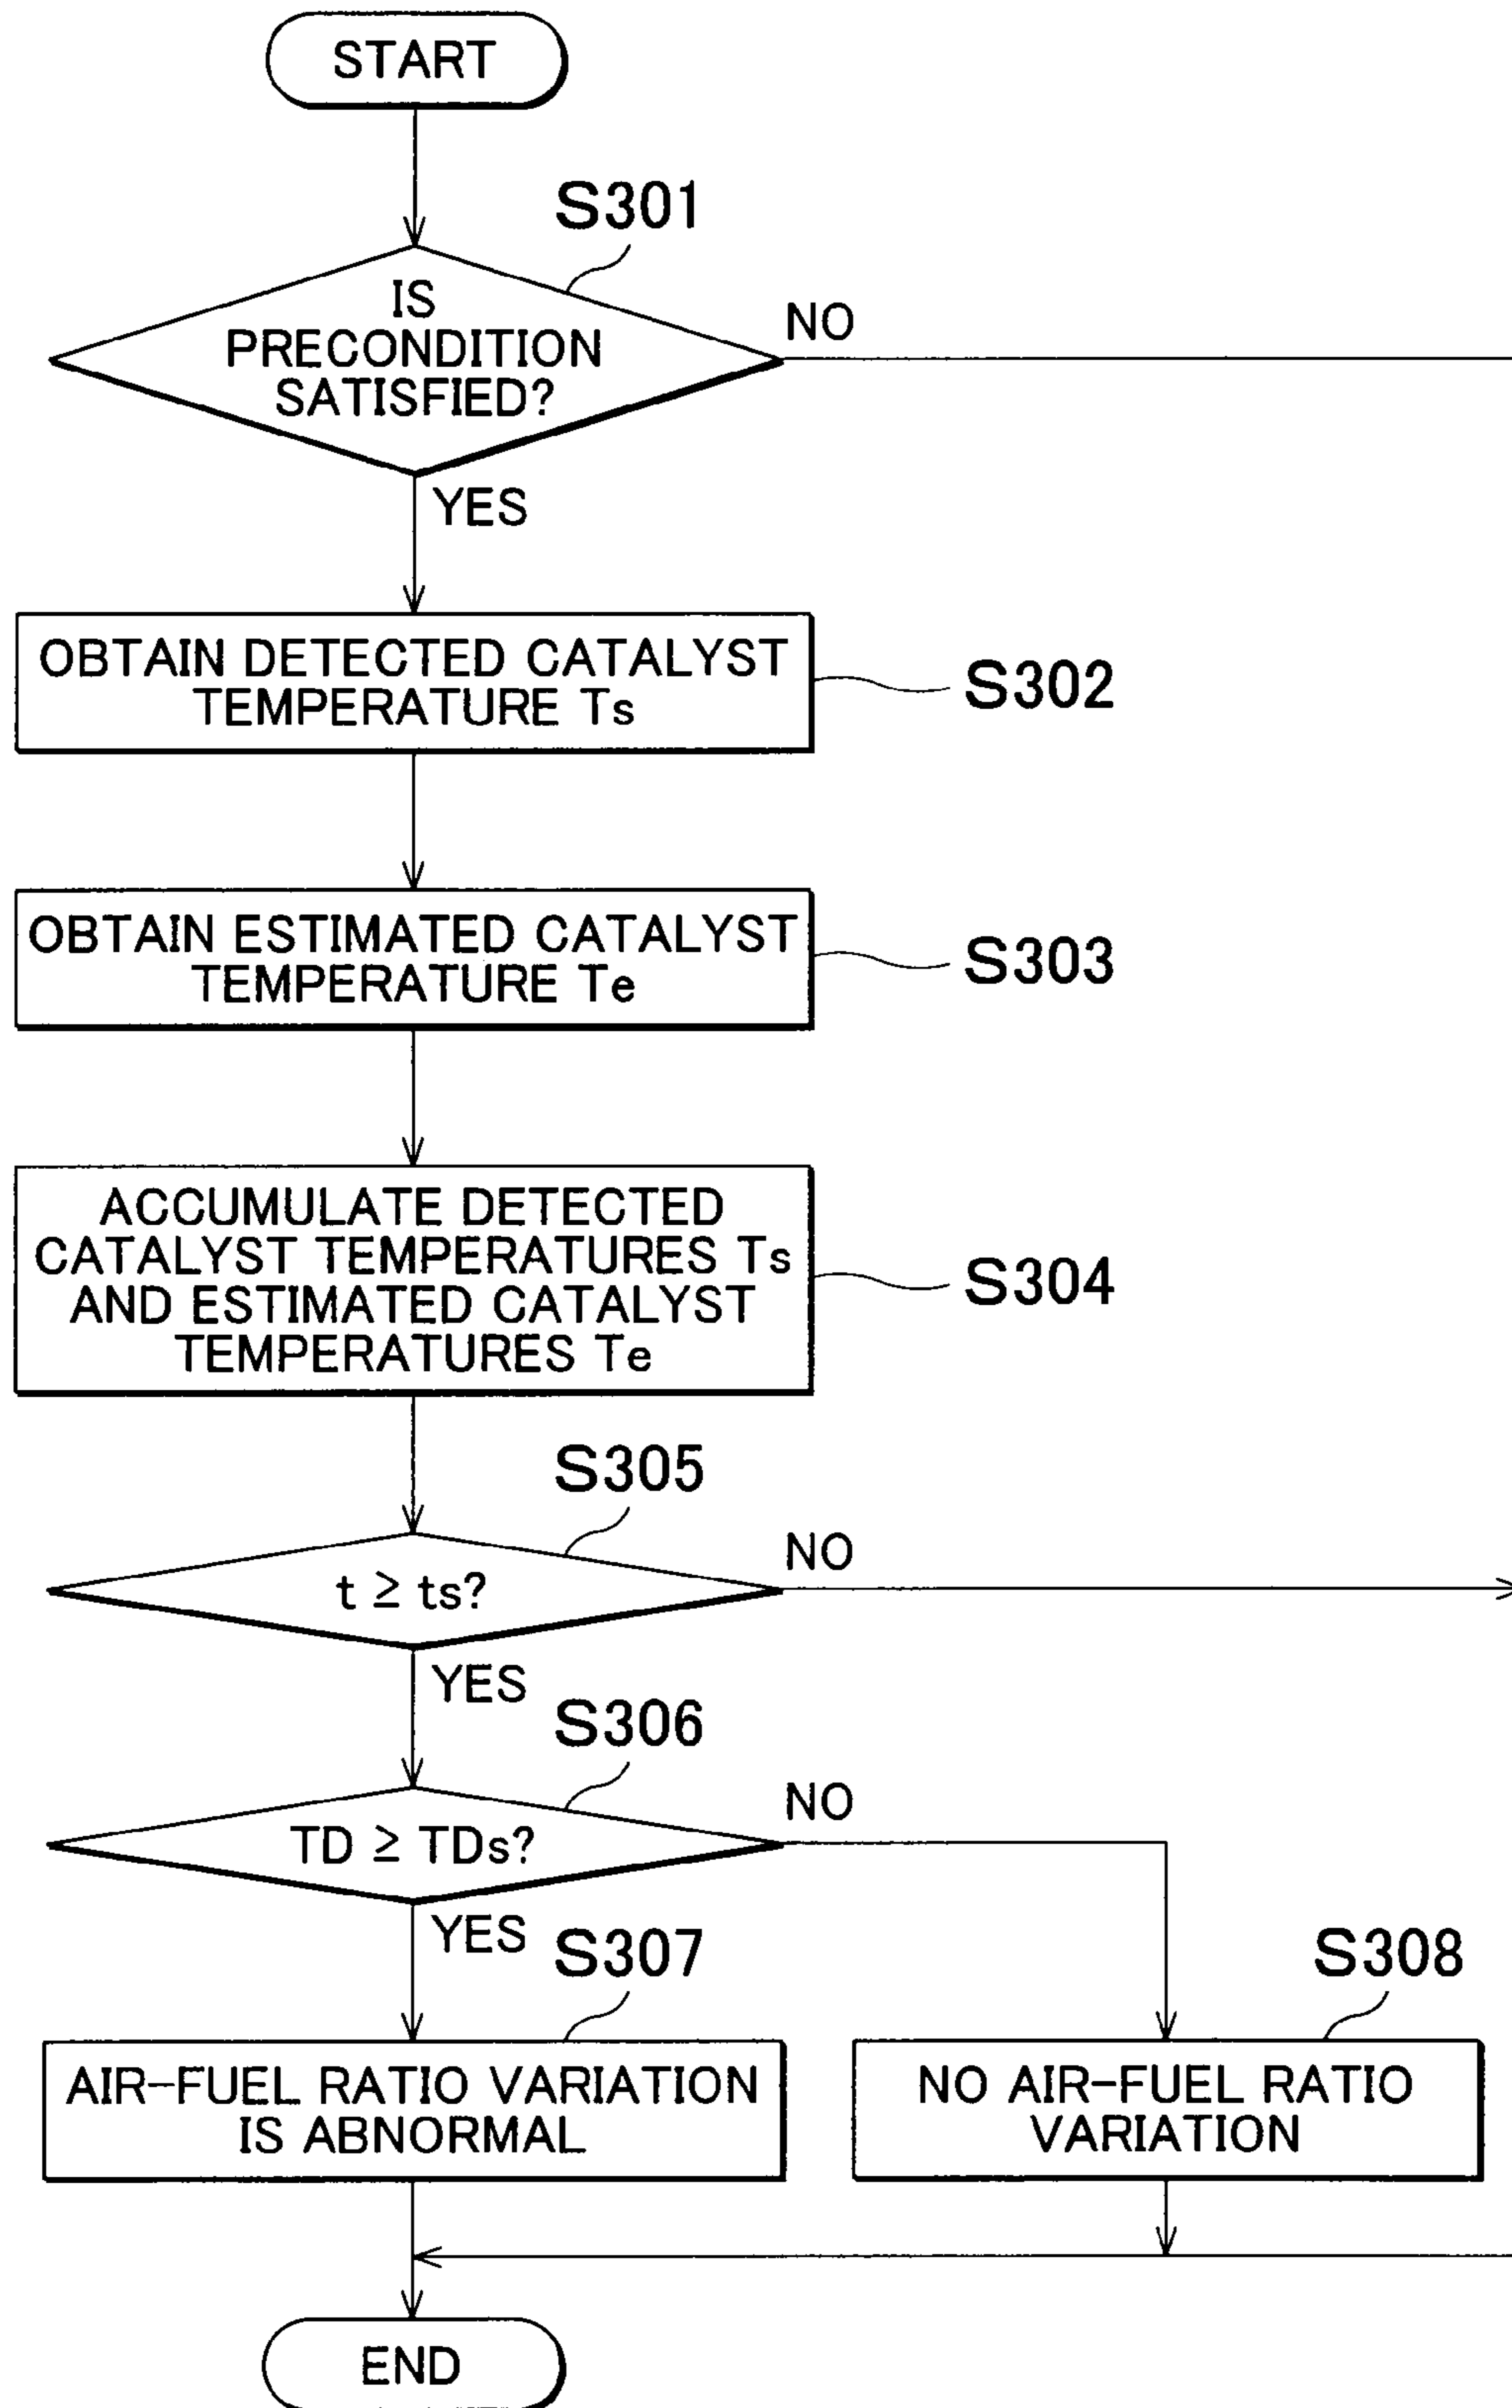 START
S301
IS
PRECONDITION
SATISFIED?
NO
YES
OBTAIN DETECTED CATALYST
TEMPERATURE Ts
S302
OBTAIN ESTIMATED CATALYST
TEMPERATURE Te
S303
ACCUMULATE DETECTED
CATALYST TEMPERATURES Ts
AND ESTIMATED CATALYST
TEMPERATURES Te
S304
S305
t ≥ ts?
NO
YES
S306
TD ≥ TDs?
NO
YES
S307
S308
AIR-FUEL RATIO VARIATION
IS ABNORMAL
NO AIR-FUEL RATIO
VARIATION
END